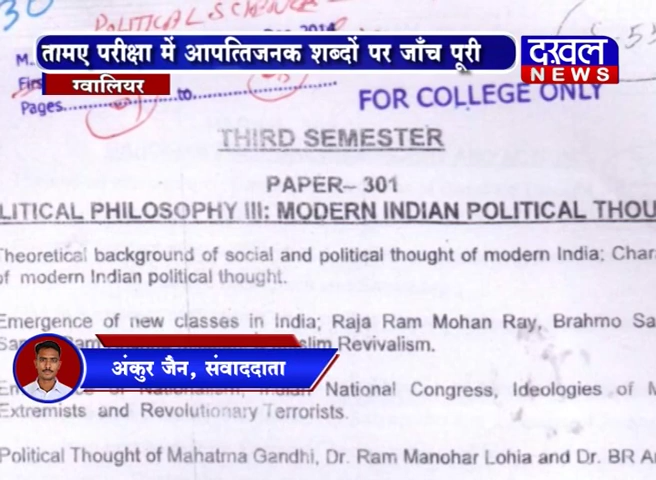 30
POLITICAL SCIENCE
तामए परीक्षा में आपत्तिजनक शब्दों पर जाँच पूरी
दख़ल
NEWS
ग्वालियर
M.
Pages
to
FOR COLLEGE ONLY
THIRD SEMESTER
PAPER– 301
LITICAL PHILOSOPHY III: MODERN INDIAN POLITICAL THOU
Theoretical background of social and political thought of modern India; Char
of modern Indian political thought.
Emergence of new classes in India; Raja Ram Mohan Ray, Brahmo Sa
Revivalism.
अंकुर जैन, संवाददाता
National Congress, Ideologies of M
Extremists and Revolutionary Terrorists.
Political Thought of Mahatma Gandhi, Dr. Ram Manohar Lohia and Dr. BR Am